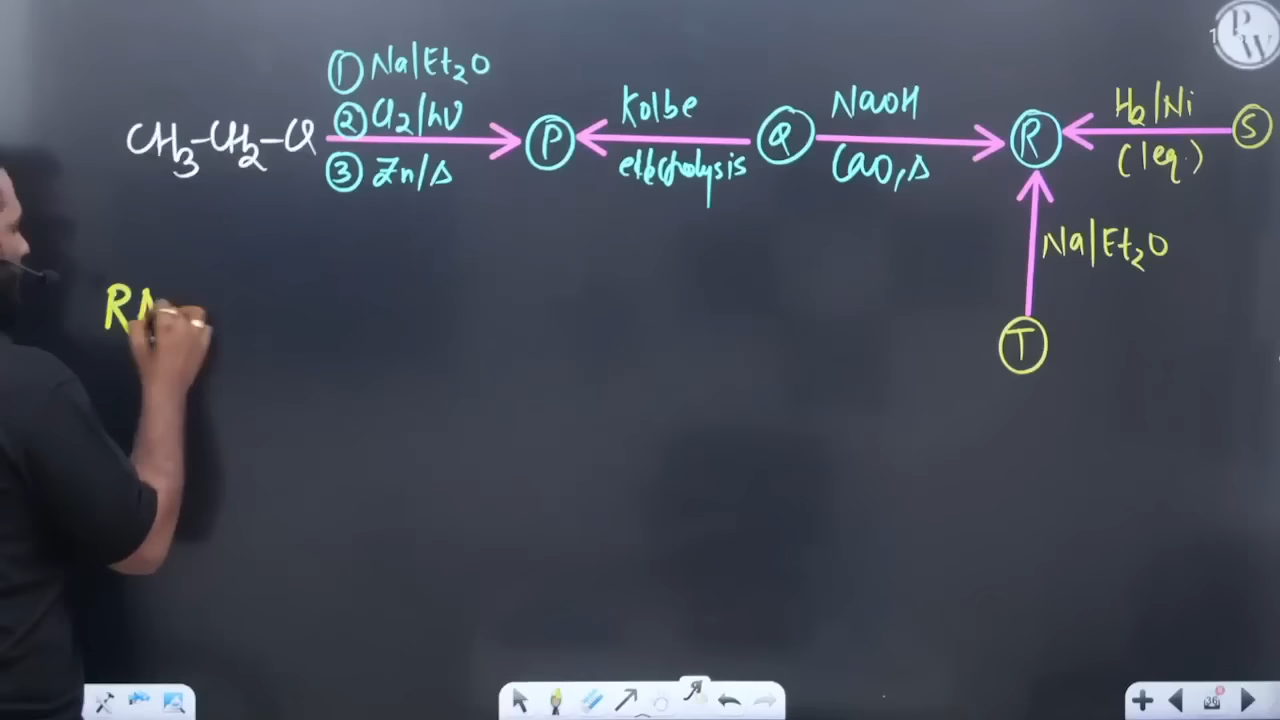 ① Na/Et₂O
② Cl₂/hν
③ Zn/Δ
CH₃-CH₂-Cl
P
Kolbe
electrolysis
Q
NaOH
CaO, Δ
R
H₂/Ni
(1eq.)
S
Na/Et₂O
T
R
PW
36